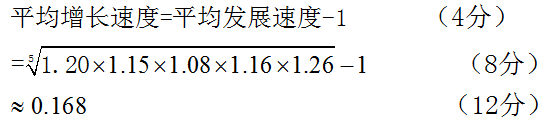 平均增长速度=平均发展速度-1 (4分)
=⁵√1.20×1.15×1.08×1.16×1.26 −1 (8分)
≈0.168 (12分)